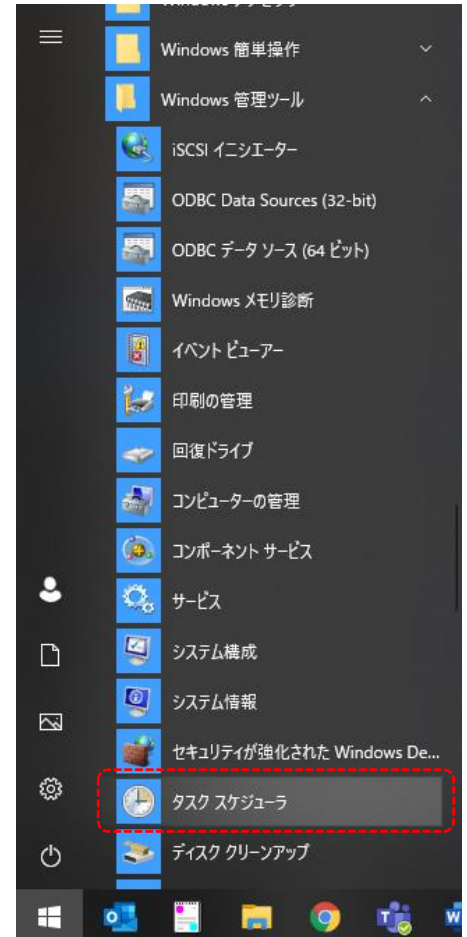 Windows 簡単操作
Windows 管理ツール
iSCSI イニシエーター
ODBC Data Sources (32-bit)
ODBC データ ソース (64 ビット)
Windows メモリ診断
イベント ビューアー
印刷の管理
回復ドライブ
コンピューターの管理
コンポーネント サービス
サービス
システム構成
システム情報
セキュリティが強化された Windows De...
タスク スケジューラ
ディスク クリーンアップ